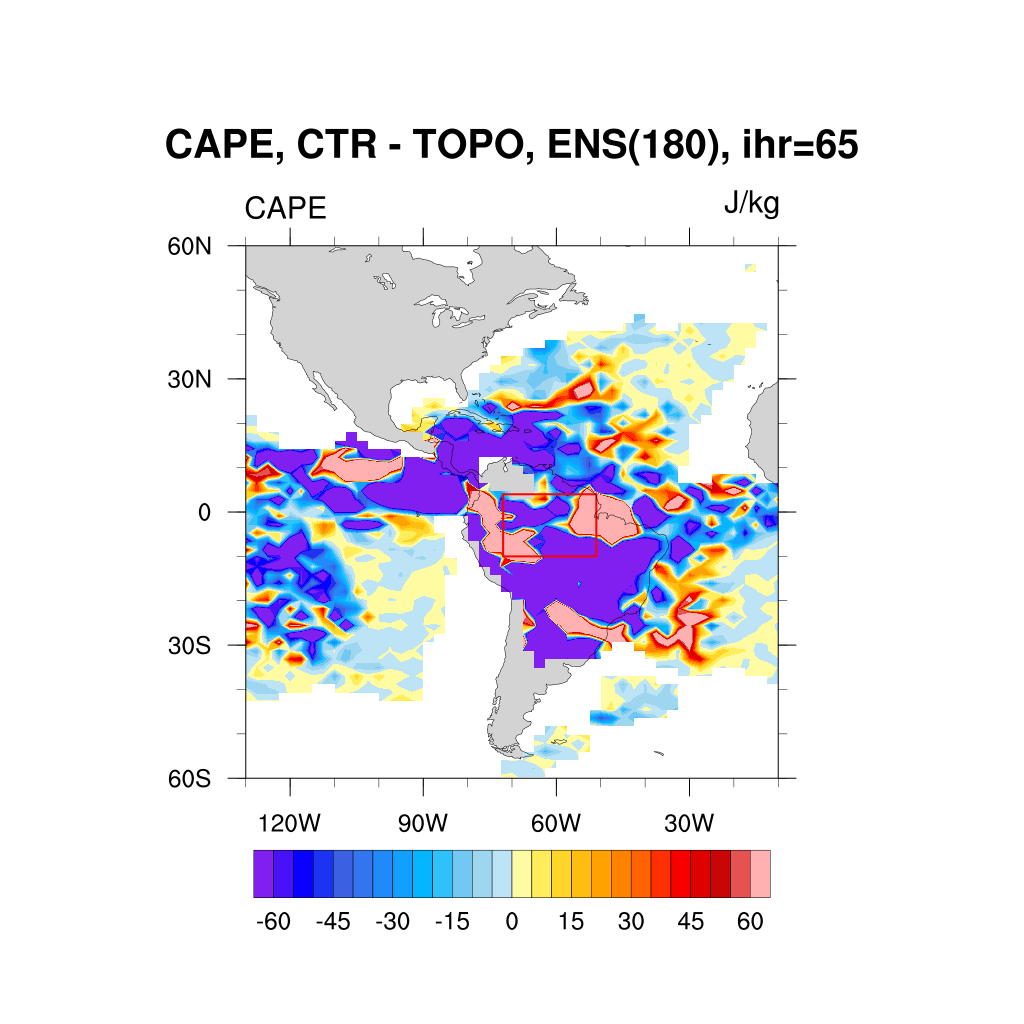 CAPE, CTR - TOPO, ENS(180), ihr=65
CAPE J/kg
60N
30N
0
30S
60S
120W 90W 60W 30W
-60 -45 -30 -15 0 15 30 45 60